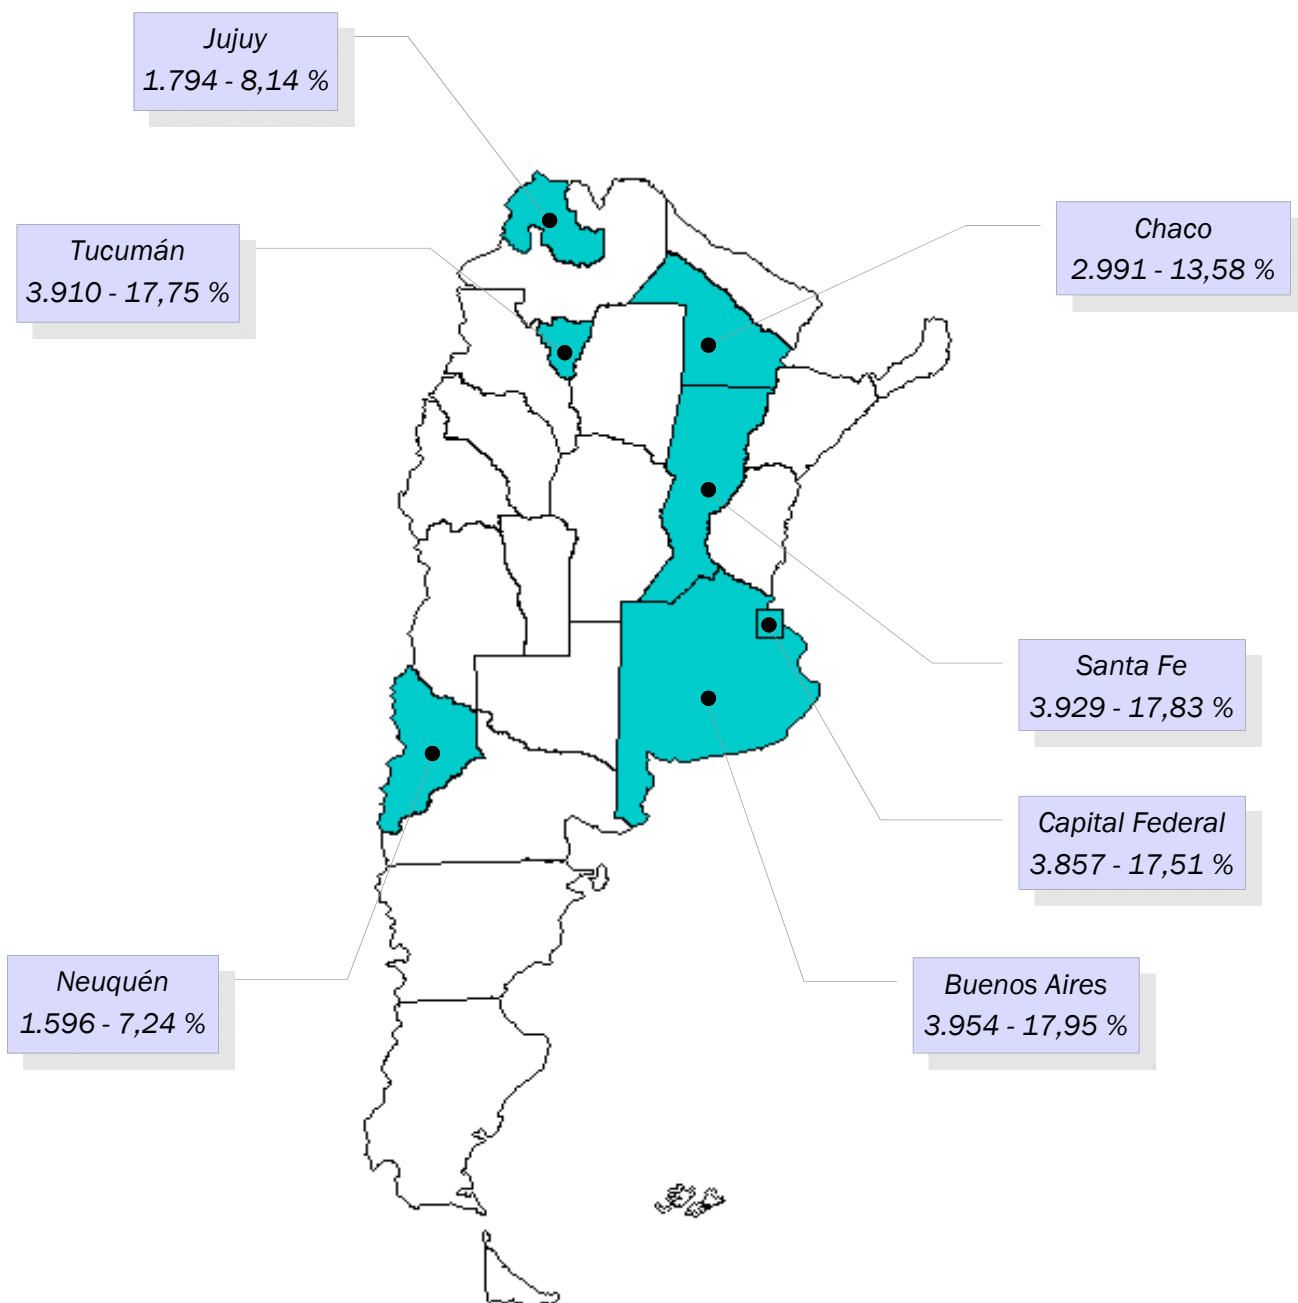 Jujuy
1.794 - 8,14 %
Tucumán
3.910 - 17,75 %
Chaco
2.991 - 13,58 %
Santa Fe
3.929 - 17,83 %
Capital Federal
3.857 - 17,51 %
Neuquén
1.596 - 7,24 %
Buenos Aires
3.954 - 17,95 %